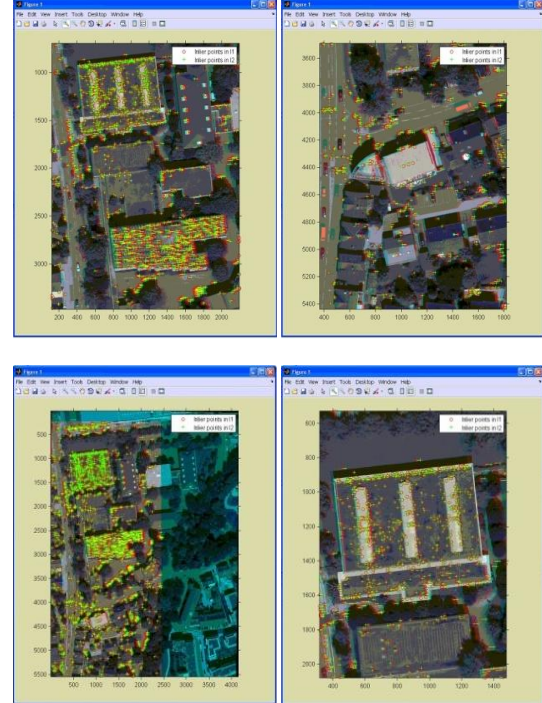 Figure 1
File Edit View Insert Tools Desktop Window Help
Inlier points in I1
Inlier points in I2
1000
1500
2000
2500
3000
200 400 600 800 1000 1200 1400 1600 1800 2000
Figure 1
File Edit View Insert Tools Desktop Window Help
Inlier points in I1
Inlier points in I2
3800
4000
4200
4400
4600
4800
5000
5200
5400
400 600 800 1000 1200 1400 1600 1800
Figure 1
File Edit View Insert Tools Desktop Window Help
Inlier points in I1
Inlier points in I2
500
1000
1500
2000
2500
3000
3500
4000
4500
5000
5500
500 1000 1500 2000 2500 3000 3500 4000
Figure 1
File Edit View Insert Tools Desktop Window Help
Inlier points in I1
Inlier points in I2
600
800
1000
1200
1400
1600
1800
2000
400 600 800 1000 1200 1400